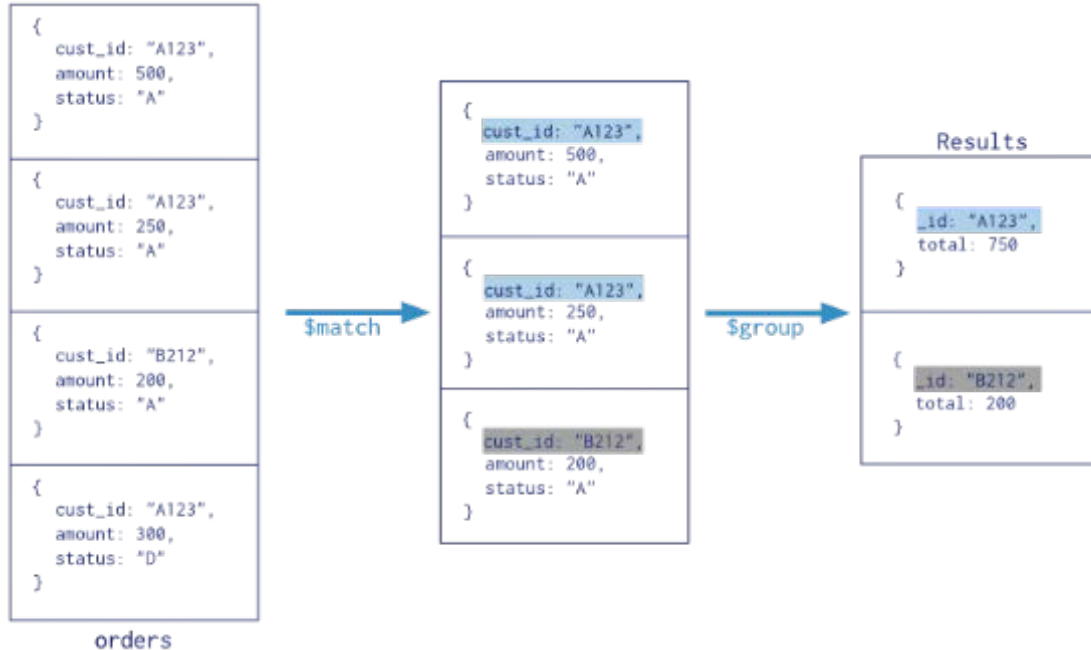 {
cust_id: "A123",
amount: 500,
status: "A"
}
{
cust_id: "A123",
amount: 250,
status: "A"
}
{
cust_id: "B212",
amount: 200,
status: "A"
}
{
cust_id: "A123",
amount: 300,
status: "D"
}
orders
$match
{
cust_id: "A123",
amount: 500,
status: "A"
}
{
cust_id: "A123",
amount: 250,
status: "A"
}
{
cust_id: "B212",
amount: 200,
status: "A"
}
$group
Results
{
_id: "A123",
total: 750
}
{
_id: "B212",
total: 200
}